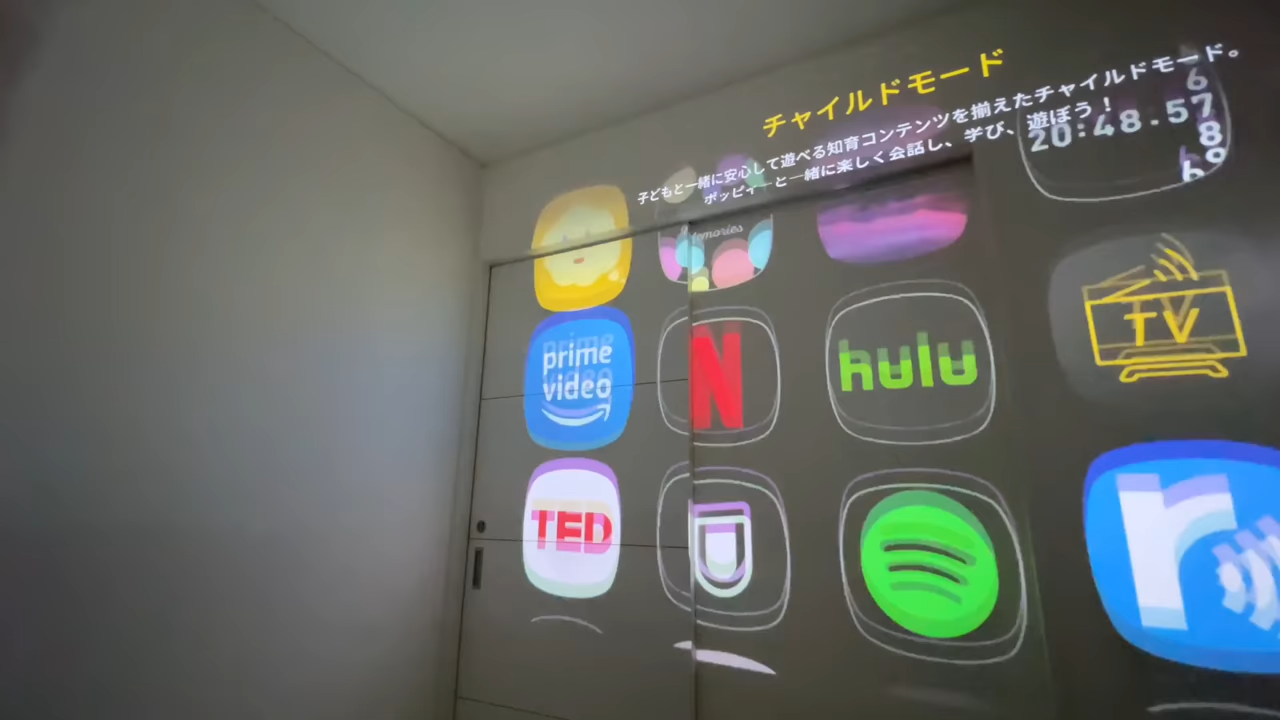 チャイルドモード
子どもと一緒に安心して遊べる知育コンテンツを揃えたチャイルドモード。
ポッピィーと一緒に楽しく会話し、学び、遊ぼう！
6
20:48.57
8
9
Memories
prime
video
N
hulu
TV
TED
U
r